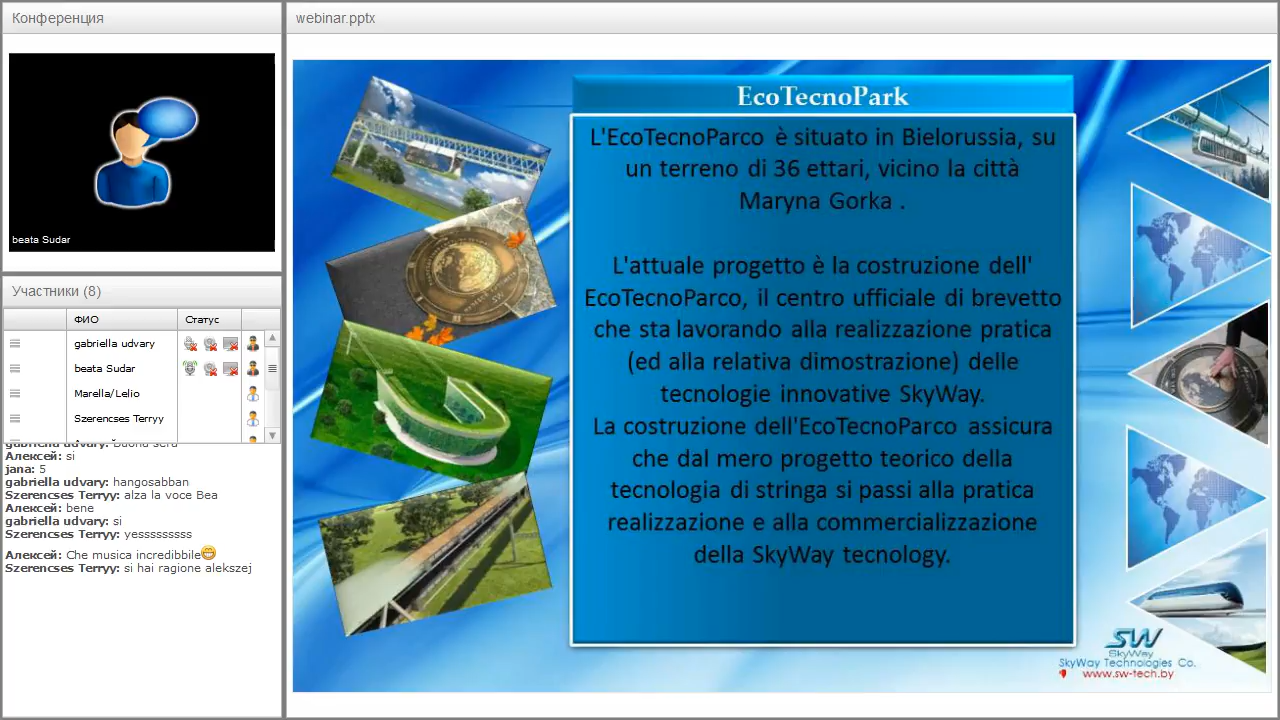 Конференция
beata Sudar
Участники (8)
ФИО
Статус
gabriella udvary
beata Sudar
Marella/Lelio
Szerencses Terryy
gabriella udvary: Buona sera
Алексей: si
jana: 5
gabriella udvary: hangosabban
Szerencses Terryy: alza la voce Bea
Алексей: bene
gabriella udvary: si
Szerencses Terryy: yesssssssss
Алексей: Che musica incredibbile
Szerencses Terryy: si hai ragione alekszej
webinar.pptx
EcoTecnoPark
L'EcoTecnoParco è situato in Bielorussia, su
un terreno di 36 ettari, vicino la città
Maryna Gorka .
L'attuale progetto è la costruzione dell'
EcoTecnoParco, il centro ufficiale di brevetto
che sta lavorando alla realizzazione pratica
(ed alla relativa dimostrazione) delle
tecnologie innovative SkyWay.
La costruzione dell'EcoTecnoParco assicura
che dal mero progetto teorico della
tecnologia di stringa si passi alla pratica
realizzazione e alla commercializzazione
della SkyWay tecnology.
SW
SkyWay
SkyWay Technologies Co.
www.sw-tech.by